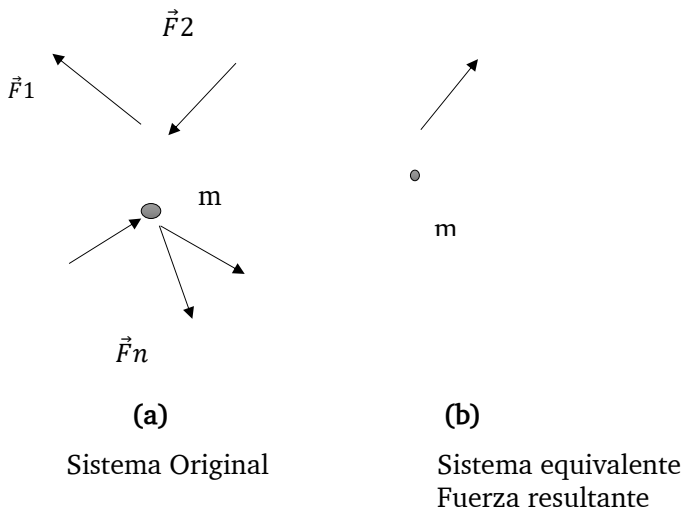 F⃗2
F⃗1
m
m
F⃗n
(a)
(b)
Sistema Original
Sistema equivalente
Fuerza resultante